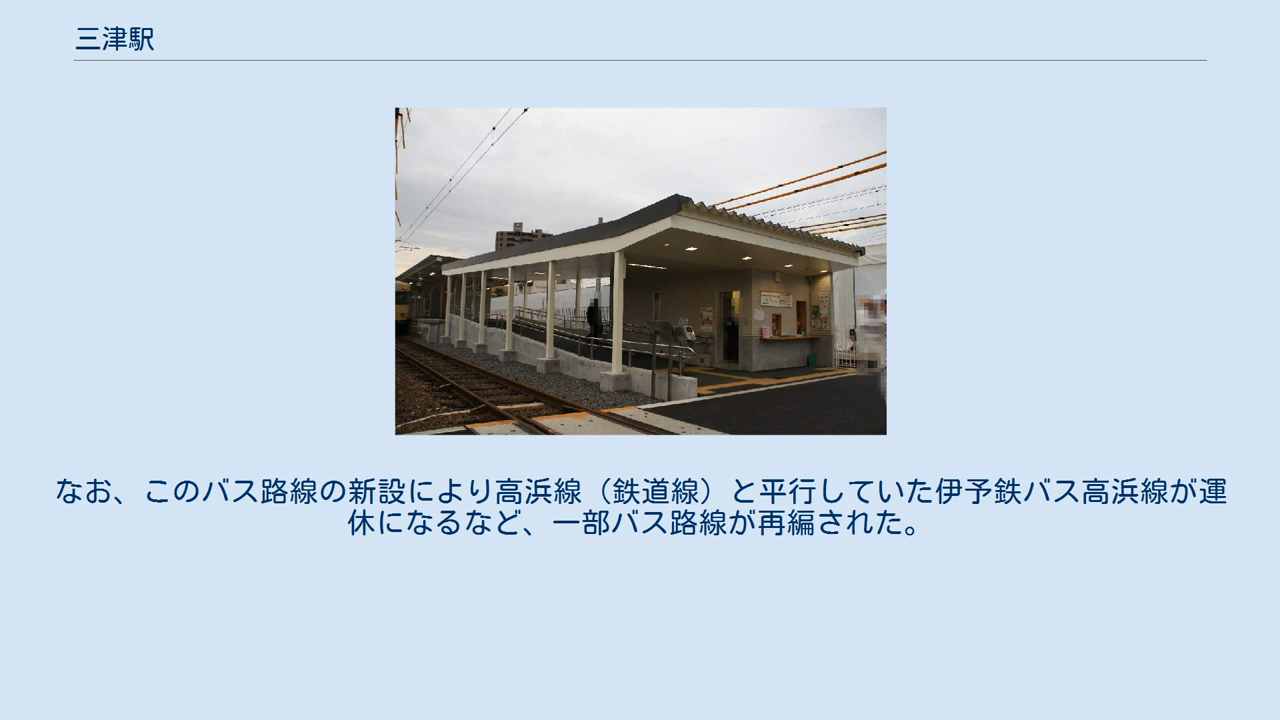 三津駅
なお、このバス路線の新設により高浜線（鉄道線）と平行していた伊予鉄バス高浜線が運
休になるなど、一部バス路線が再編された。